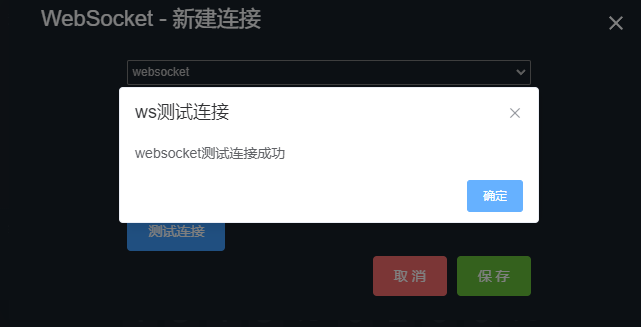 WebSocket - 新建连接
websocket
ws测试连接
websocket测试连接成功
确定
测试连接
取 消
保 存